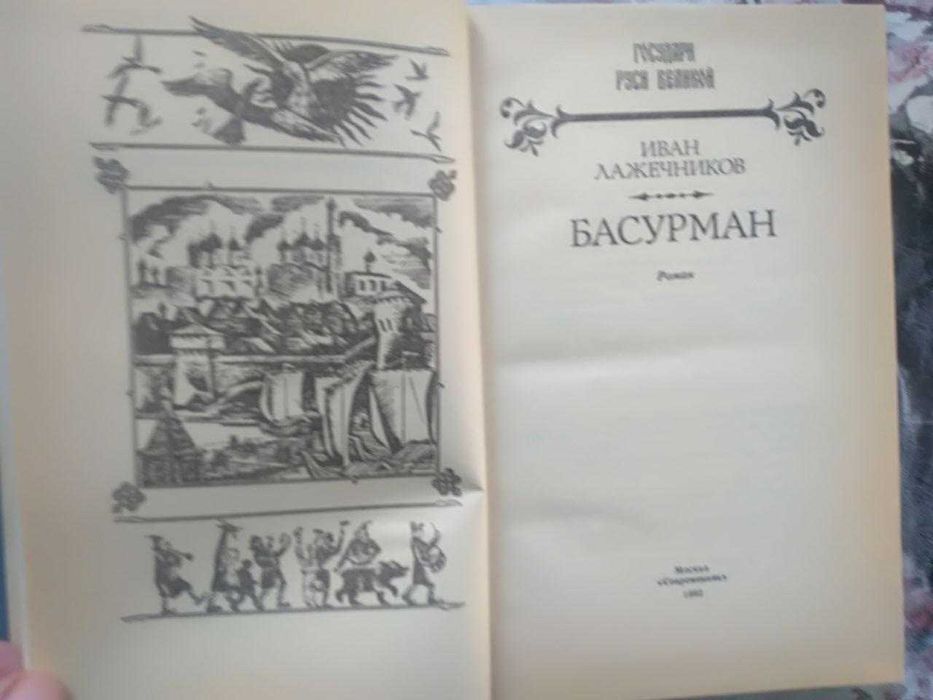 ГОСУДАРИ
РУСИ ВЕЛИКОЙ
ИВАН
ЛАЖЕЧНИКОВ
БАСУРМАН
Роман
Москва
«Современник»